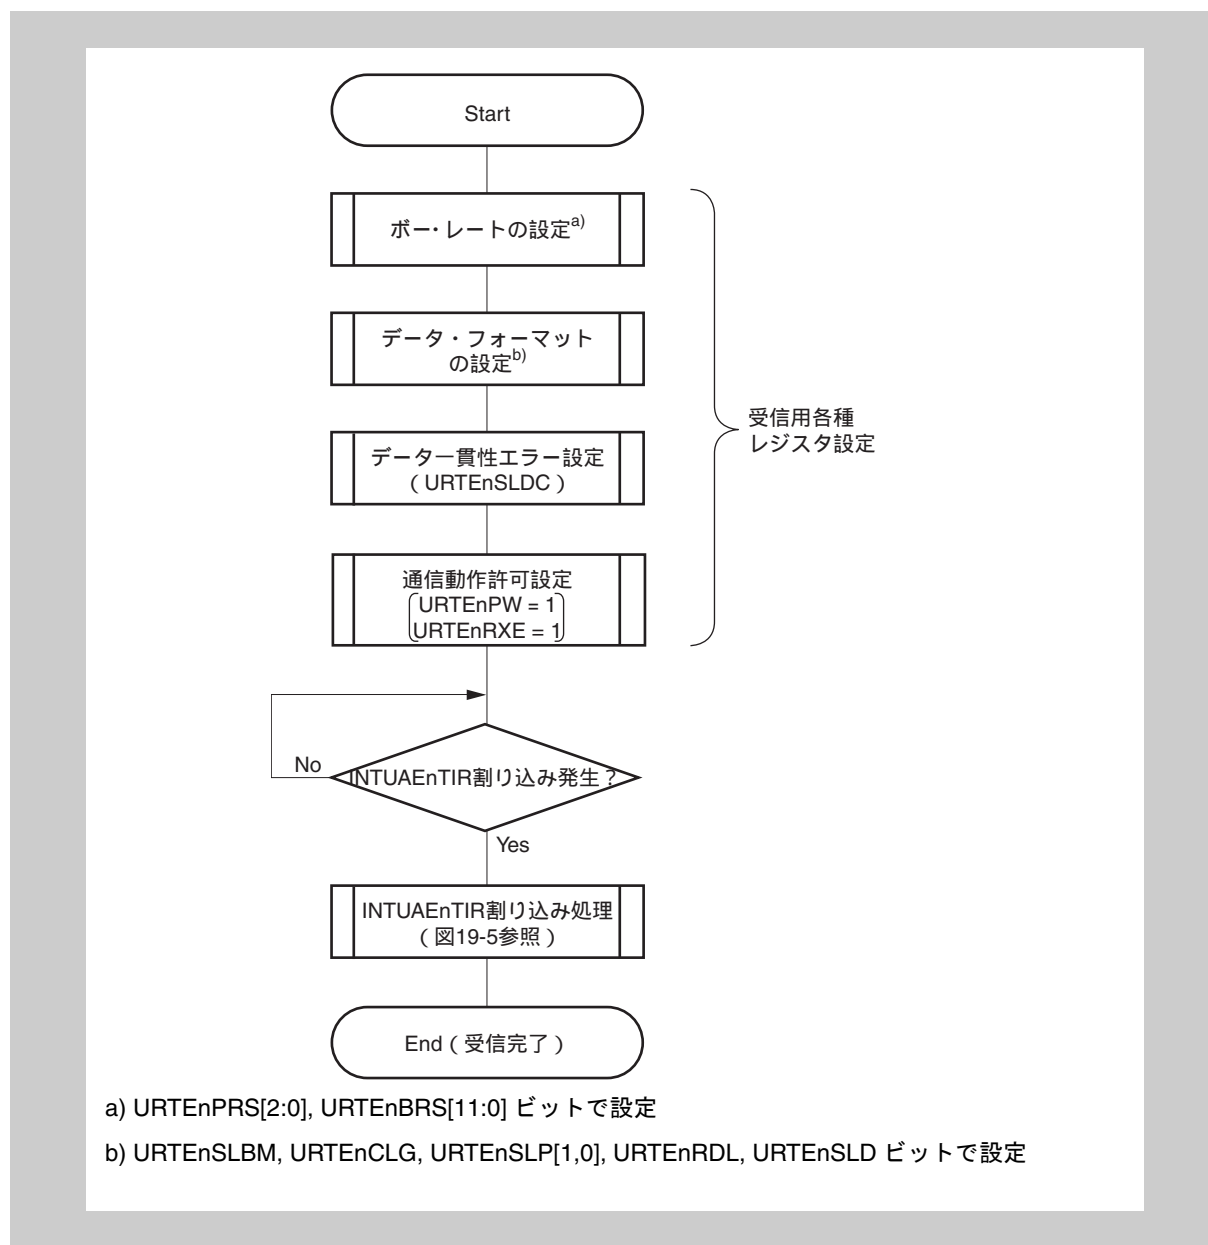 Start
ボー・レートの設定a)
データ・フォーマット
の設定b)
データ一貫性エラー設定
（URTEnSLDC）
通信動作許可設定
URTEnPW = 1
URTEnRXE = 1
受信用各種
レジスタ設定
No
INTUAEnTIR割り込み発生？
Yes
INTUAEnTIR割り込み処理
（図19-5参照）
End（受信完了）
a) URTEnPRS[2:0], URTEnBRS[11:0] ビットで設定
b) URTEnSLBM, URTEnCLG, URTEnSLP[1,0], URTEnRDL, URTEnSLD ビットで設定